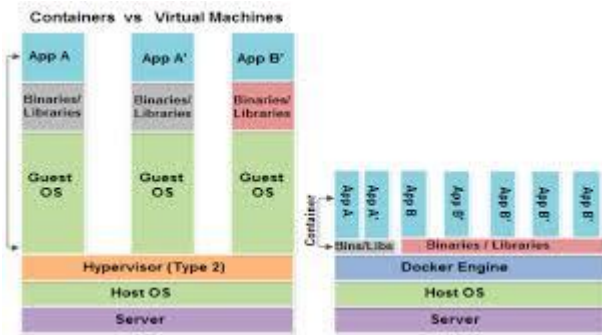 Containers vs Virtual Machines
App A
App A'
App B'
Binaries/
Libraries
Binaries/
Libraries
Binaries/
Libraries
Guest
OS
Guest
OS
Guest
OS
Hypervisor (Type 2)
Host OS
Server
Container
App A
App A'
App B
App B'
App B'
App B'
App B'
Bins/Libs
Binaries / Libraries
Docker Engine
Host OS
Server